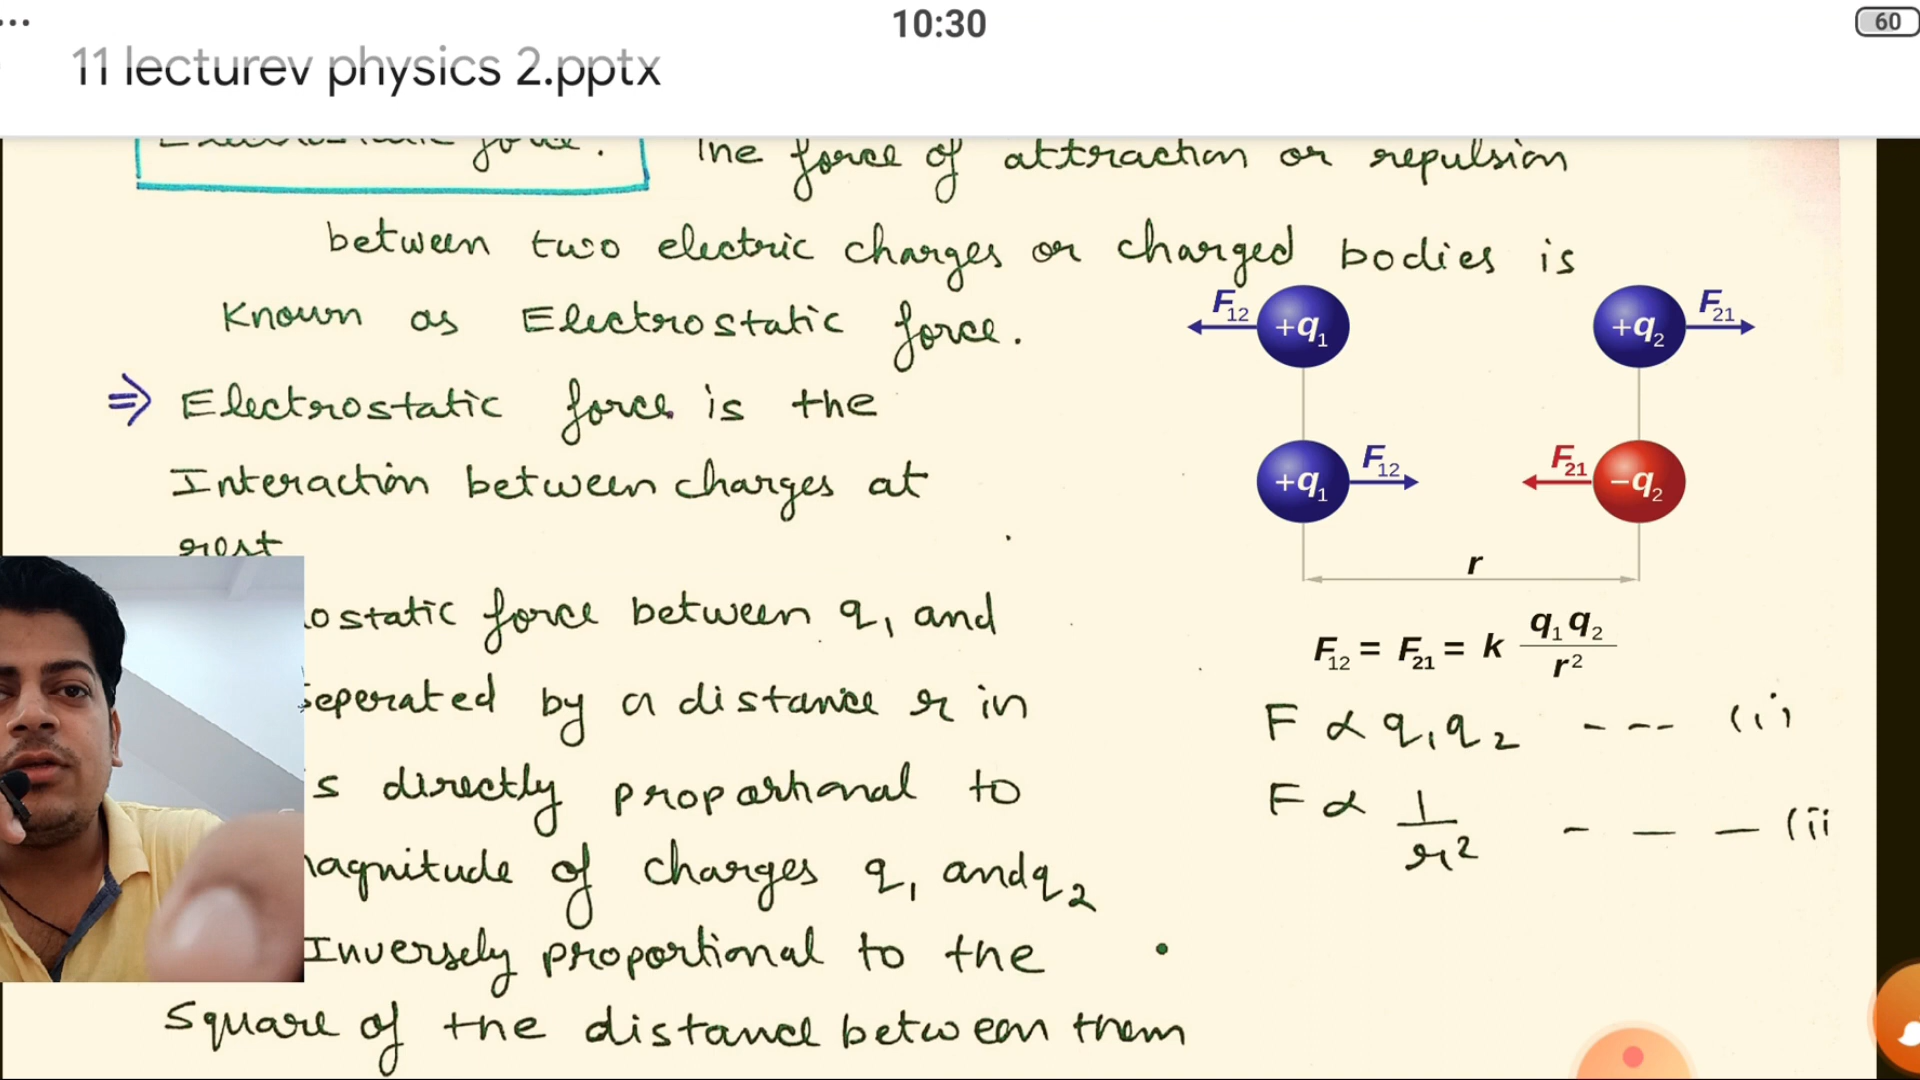 10:30
60
11 lecturev physics 2.pptx
Electrostatic force. The force of attraction or repulsion
between two electric charges or charged bodies is
Known as Electrostatic force.
⇒ Electrostatic force is the
Interaction between charges at
rest
ostatic force between q₁ and
seperated by a distance r in
s directly proportional to
magnitude of charges q₁ and q₂
Inversely proportional to the
Square of the distance between them
F₁₂ +q₁ +q₂ F₂₁
+q₁ F₁₂ F₂₁ −q₂
r
F₁₂ = F₂₁ = k q₁q₂ / r²
F ∝ q₁q₂ - - - (i)
F ∝ 1/r² - - - (ii